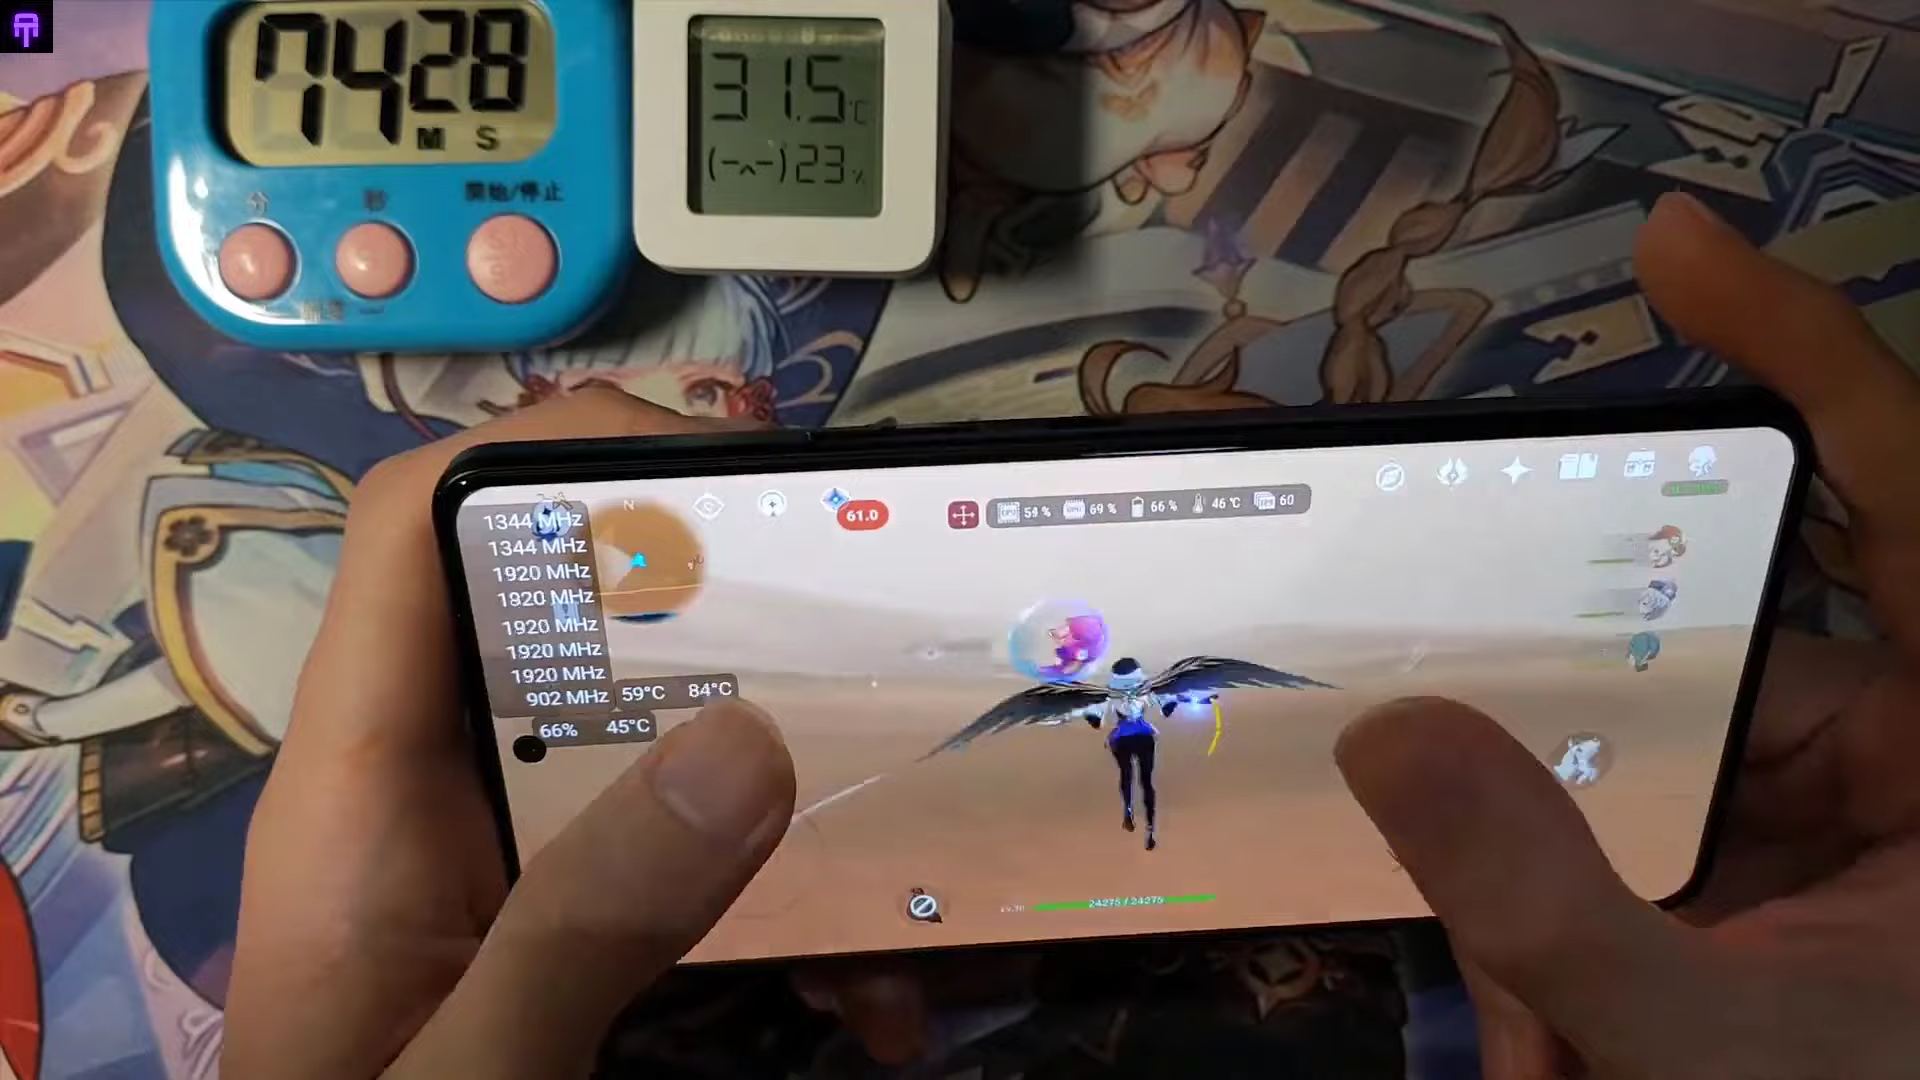 7428
M S
分 秒 開始/停止
31.5°C
(-^-) 23%
N
61.0
59 % 69 % 66 % 46 ℃ 60
1344 MHz
1344 MHz
1920 MHz
1920 MHz
1920 MHz
1920 MHz
1920 MHz
902 MHz 59°C 84°C
66% 45°C
24275 / 24275